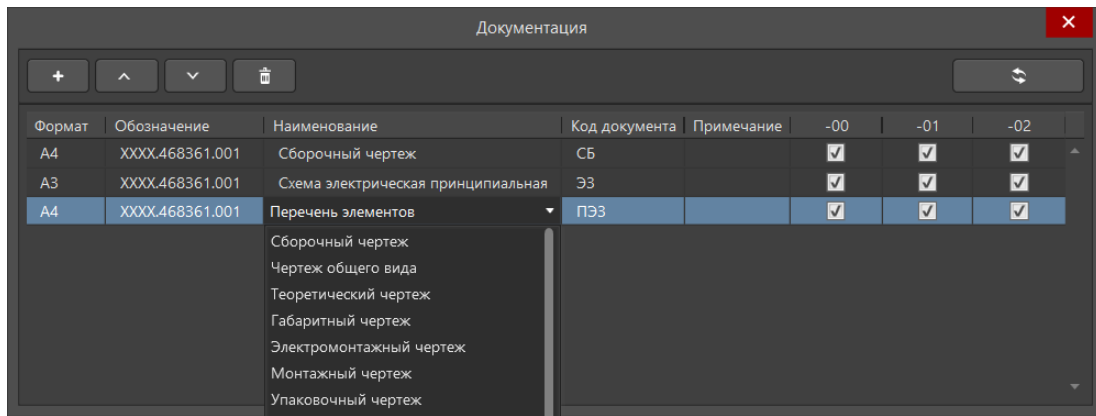 Документация
Формат Обозначение Наименование Код документа Примечание -00 -01 -02
А4 XXXX.468361.001 Сборочный чертеж СБ
А3 XXXX.468361.001 Схема электрическая принципиальная Э3
А4 XXXX.468361.001 Перечень элементов ПЭ3
Сборочный чертеж
Чертеж общего вида
Теоретический чертеж
Габаритный чертеж
Электромонтажный чертеж
Монтажный чертеж
Упаковочный чертеж